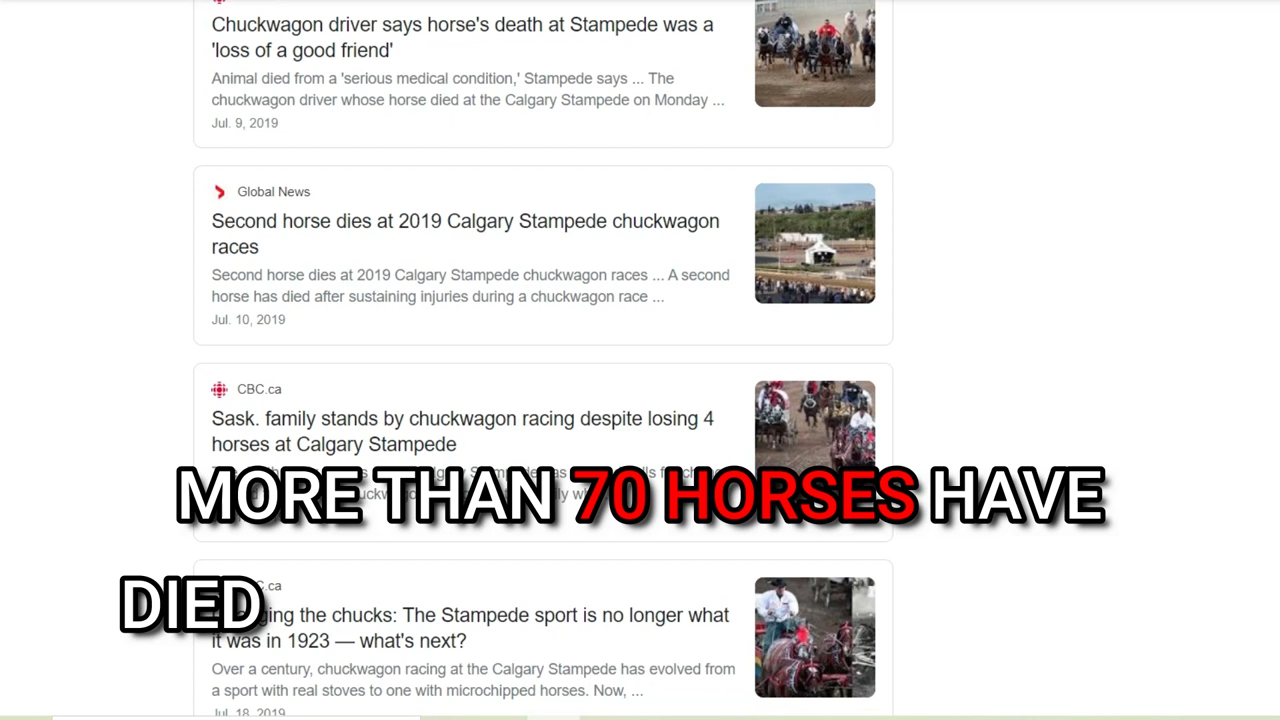 Chuckwagon driver says horse's death at Stampede was a
'loss of a good friend'
Animal died from a 'serious medical condition,' Stampede says ... The
chuckwagon driver whose horse died at the Calgary Stampede on Monday ...
Jul. 9, 2019
Global News
Second horse dies at 2019 Calgary Stampede chuckwagon
races
Second horse dies at 2019 Calgary Stampede chuckwagon races ... A second
horse has died after sustaining injuries during a chuckwagon race ...
Jul. 10, 2019
CBC.ca
Sask. family stands by chuckwagon racing despite losing 4
horses at Calgary Stampede
MORE THAN 70 HORSES HAVE
DIED
.ca
the chucks: The Stampede sport is no longer what
it was in 1923 — what's next?
Over a century, chuckwagon racing at the Calgary Stampede has evolved from
a sport with real stoves to one with microchipped horses. Now, ...
Jul. 18, 2019